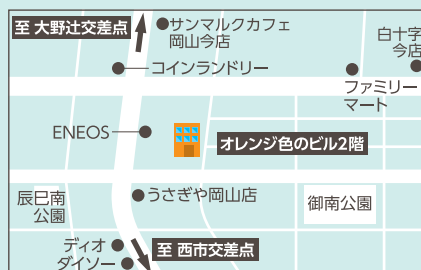 至 大野辻交差点
サンマルクカフェ
岡山今店
白十字
今店
コインランドリー
ファミリー
マート
ENEOS
オレンジ色のビル2階
辰巳南
公園
うさぎや岡山店
御南公園
ディオ
ダイソー
至 西市交差点